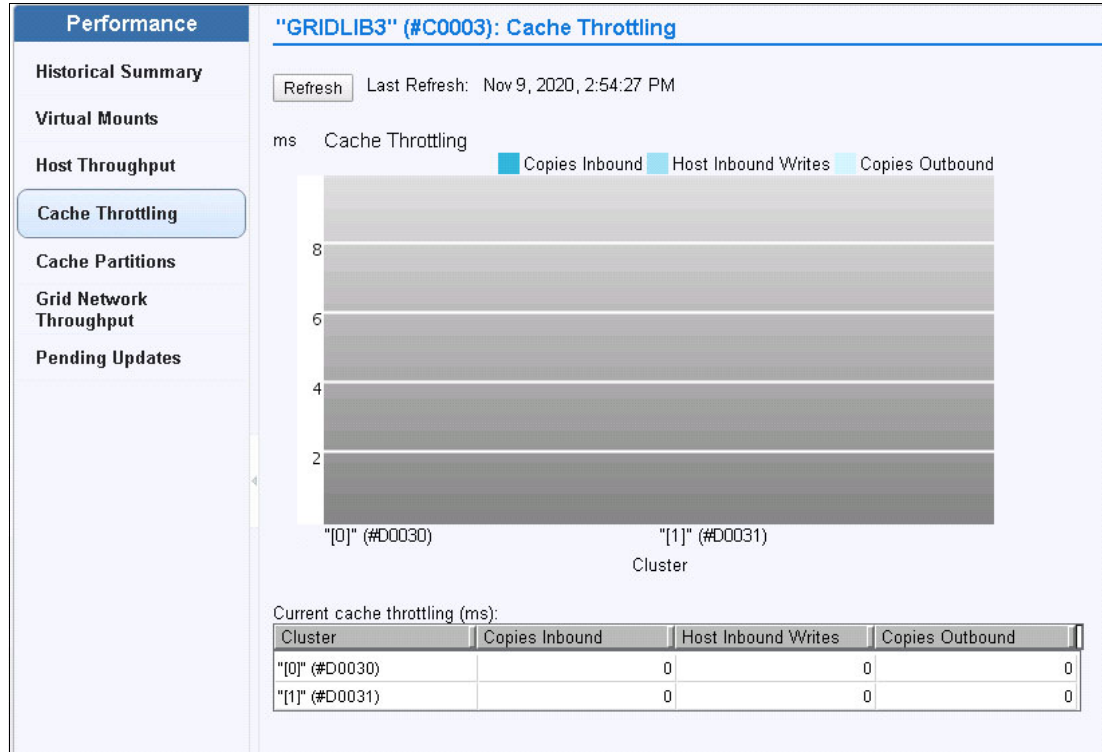 Performance
Historical Summary
Virtual Mounts
Host Throughput
Cache Throttling
Cache Partitions
Grid Network
Throughput
Pending Updates
"GRIDLIB3" (#C0003): Cache Throttling
Refresh Last Refresh: Nov 9, 2020, 2:54:27 PM
ms Cache Throttling
Copies Inbound Host Inbound Writes Copies Outbound
8
6
4
2
"[0]" (#D0030) "[1]" (#D0031)
Cluster
Current cache throttling (ms):
Cluster Copies Inbound Host Inbound Writes Copies Outbound
"[0]" (#D0030) 0 0 0
"[1]" (#D0031) 0 0 0